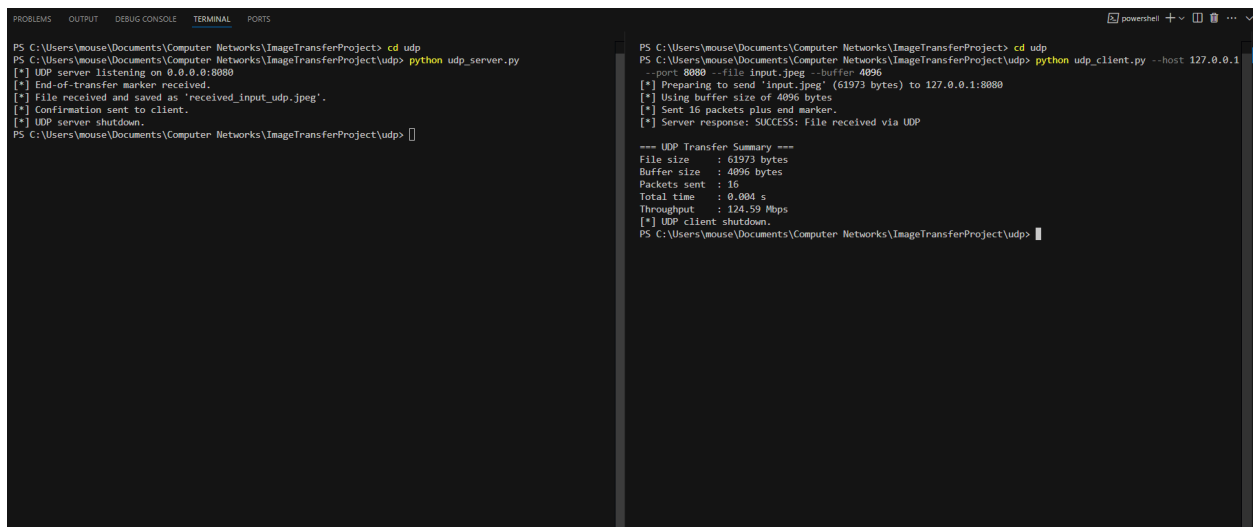 PROBLEMS OUTPUT DEBUG CONSOLE TERMINAL PORTS
powershell
PS C:\Users\mouse\Documents\Computer Networks\ImageTransferProject> cd udp
PS C:\Users\mouse\Documents\Computer Networks\ImageTransferProject\udp> python udp_server.py
[*] UDP server listening on 0.0.0.0:8080
[*] End-of-transfer marker received.
[*] File received and saved as 'received_input_udp.jpeg'.
[*] Confirmation sent to client.
[*] UDP server shutdown.
PS C:\Users\mouse\Documents\Computer Networks\ImageTransferProject\udp>
PS C:\Users\mouse\Documents\Computer Networks\ImageTransferProject> cd udp
PS C:\Users\mouse\Documents\Computer Networks\ImageTransferProject\udp> python udp_client.py --host 127.0.0.1
--port 8080 --file input.jpeg --buffer 4096
[*] Preparing to send 'input.jpeg' (61973 bytes) to 127.0.0.1:8080
[*] Using buffer size of 4096 bytes
[*] Sent 16 packets plus end marker.
[*] Server response: SUCCESS: File received via UDP
=== UDP Transfer Summary ===
File size : 61973 bytes
Buffer size : 4096 bytes
Packets sent : 16
Total time : 0.004 s
Throughput : 124.59 Mbps
[*] UDP client shutdown.
PS C:\Users\mouse\Documents\Computer Networks\ImageTransferProject\udp>